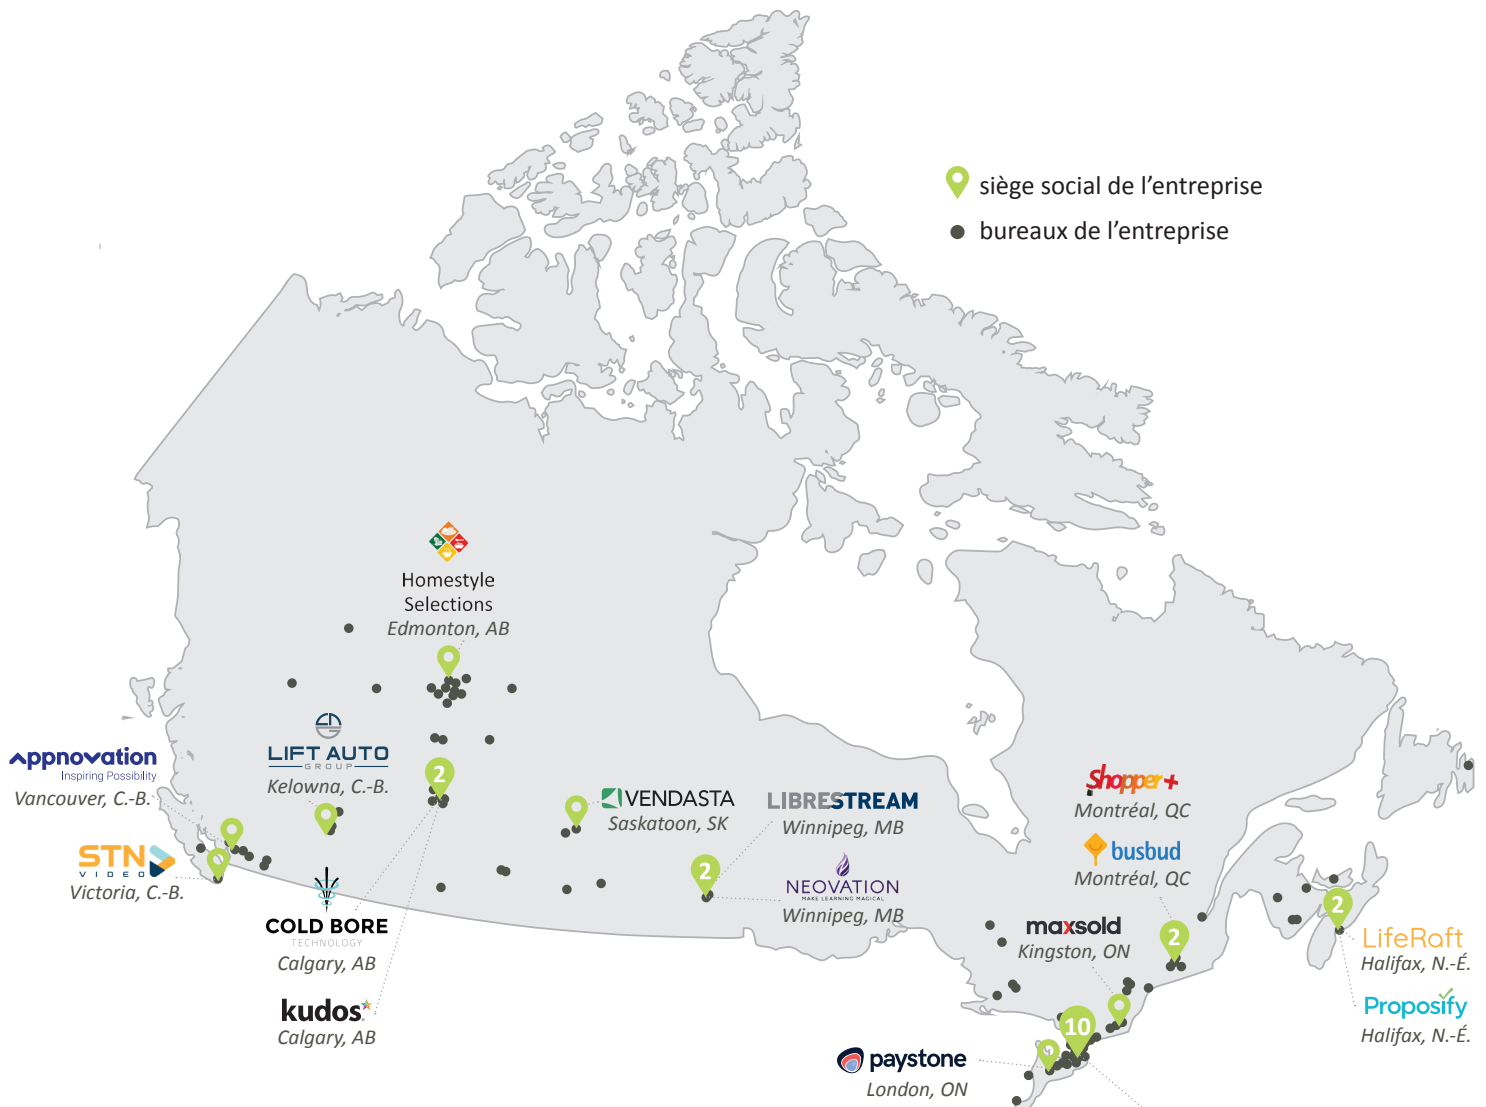 siège social de l'entreprise
bureaux de l'entreprise
Homestyle
Selections
Edmonton, AB
LIFT AUTO
GROUP
Kelowna, C.-B.
appnovation
Inspiring Possibility
Vancouver, C.-B.
STN
VIDEO
Victoria, C.-B.
2
COLD BORE
TECHNOLOGY
Calgary, AB
kudos
Calgary, AB
VENDASTA
Saskatoon, SK
LIBRESTREAM
Winnipeg, MB
2
NEOVATION
MAKE LEARNING MAGICAL
Winnipeg, MB
Shopper+
Montréal, QC
busbud
Montréal, QC
2
maxsold
Kingston, ON
10
paystone
London, ON
2
LifeRaft
Halifax, N.-É.
Proposify
Halifax, N.-É.